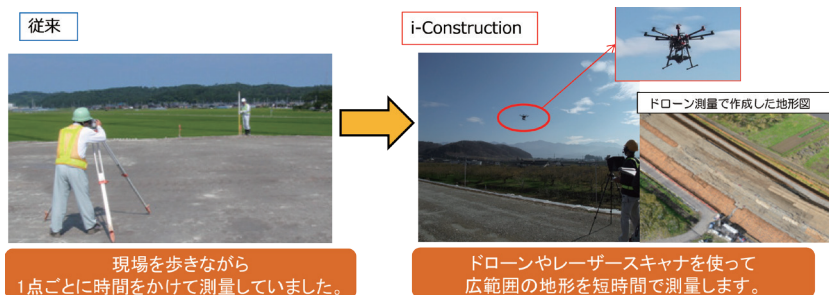 従来
i-Construction
ドローン測量で作成した地形図
現場を歩きながら
1点ごとに時間をかけて測量していました。
ドローンやレーザースキャナを使って
広範囲の地形を短時間で測量します。